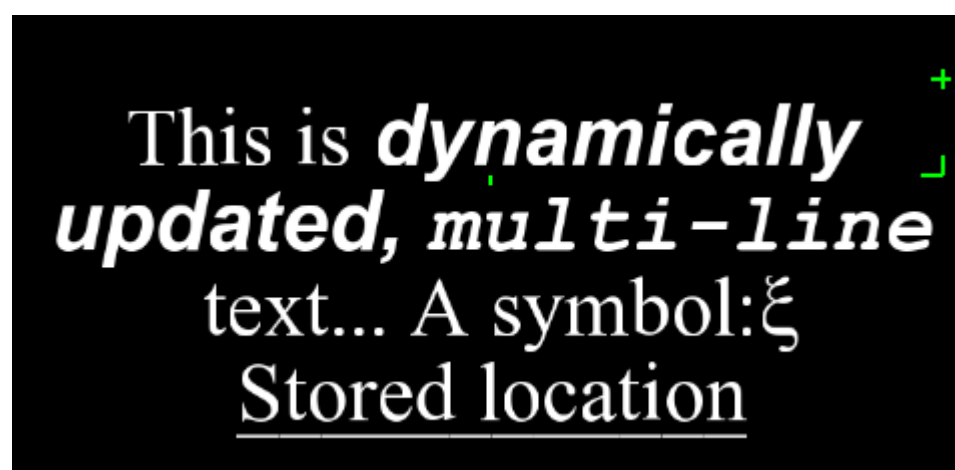 This is dynamically
updated, multi-line
text... A symbol:ξ
Stored location